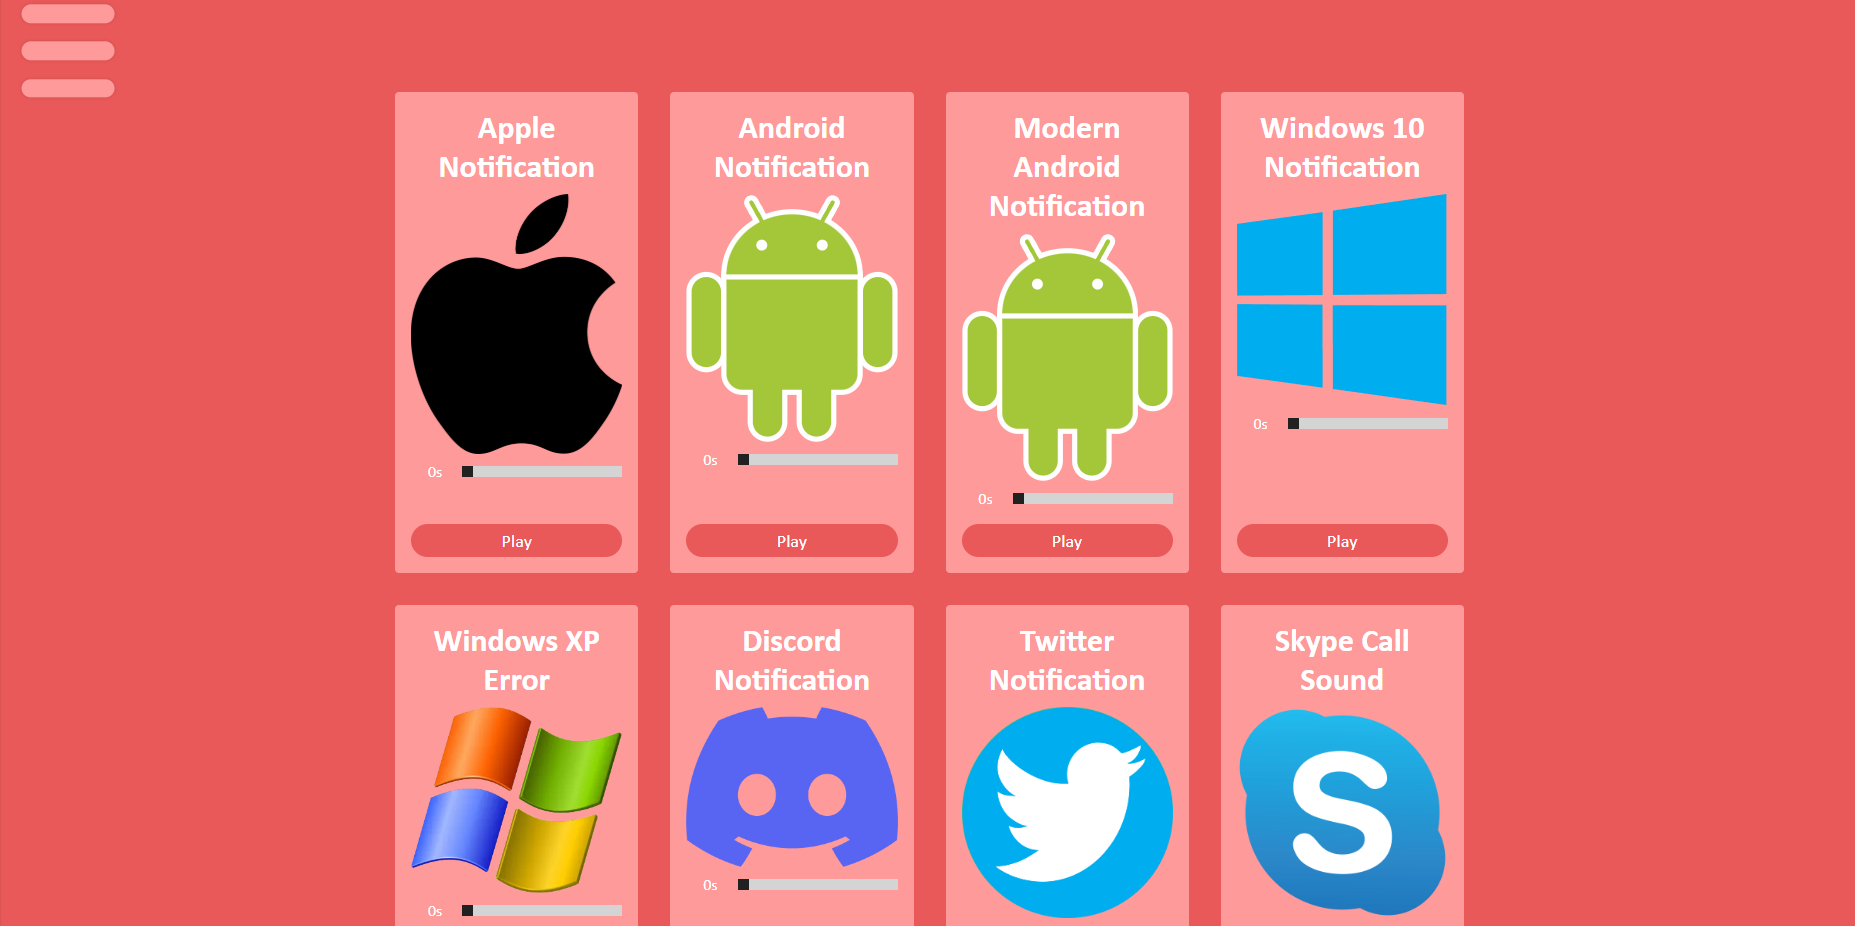 Apple
Notification
0s
Play
Android
Notification
0s
Play
Modern
Android
Notification
0s
Play
Windows 10
Notification
0s
Play
Windows XP
Error
0s
Discord
Notification
0s
Twitter
Notification
Skype Call
Sound
S